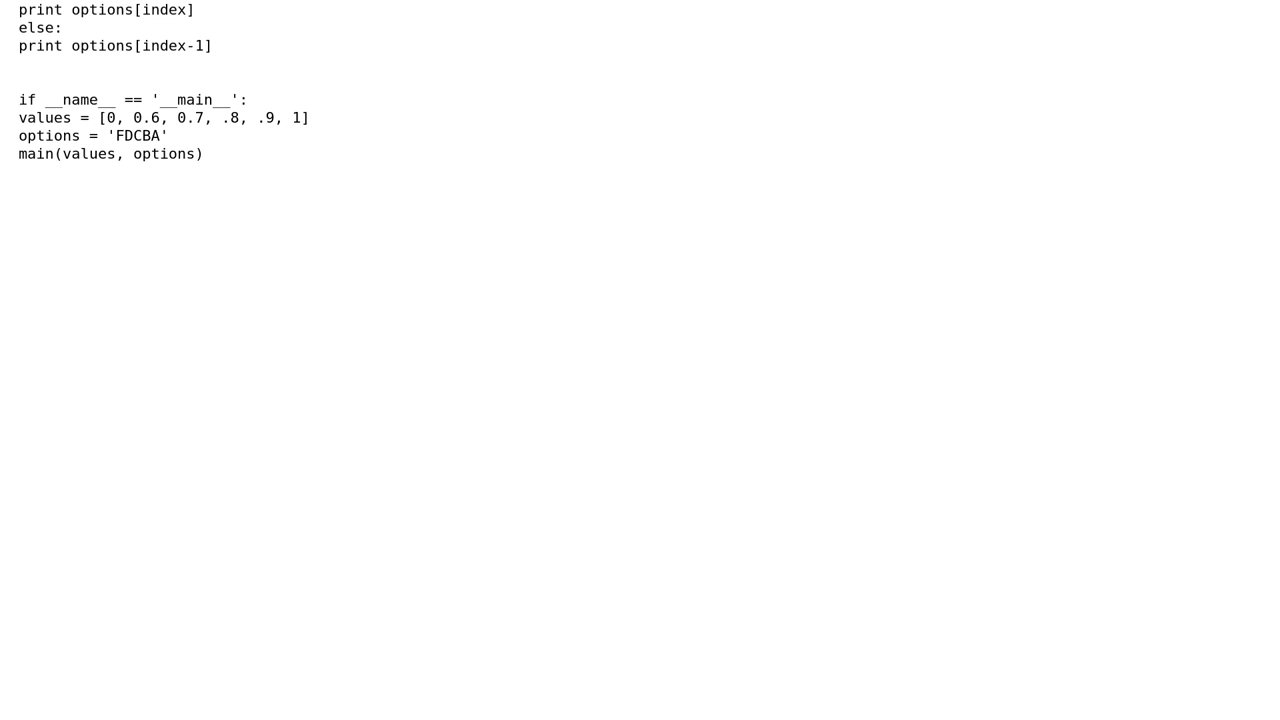 print options[index]
else:
print options[index-1]
if __name__ == '__main__':
values = [0, 0.6, 0.7, .8, .9, 1]
options = 'FDCBA'
main(values, options)